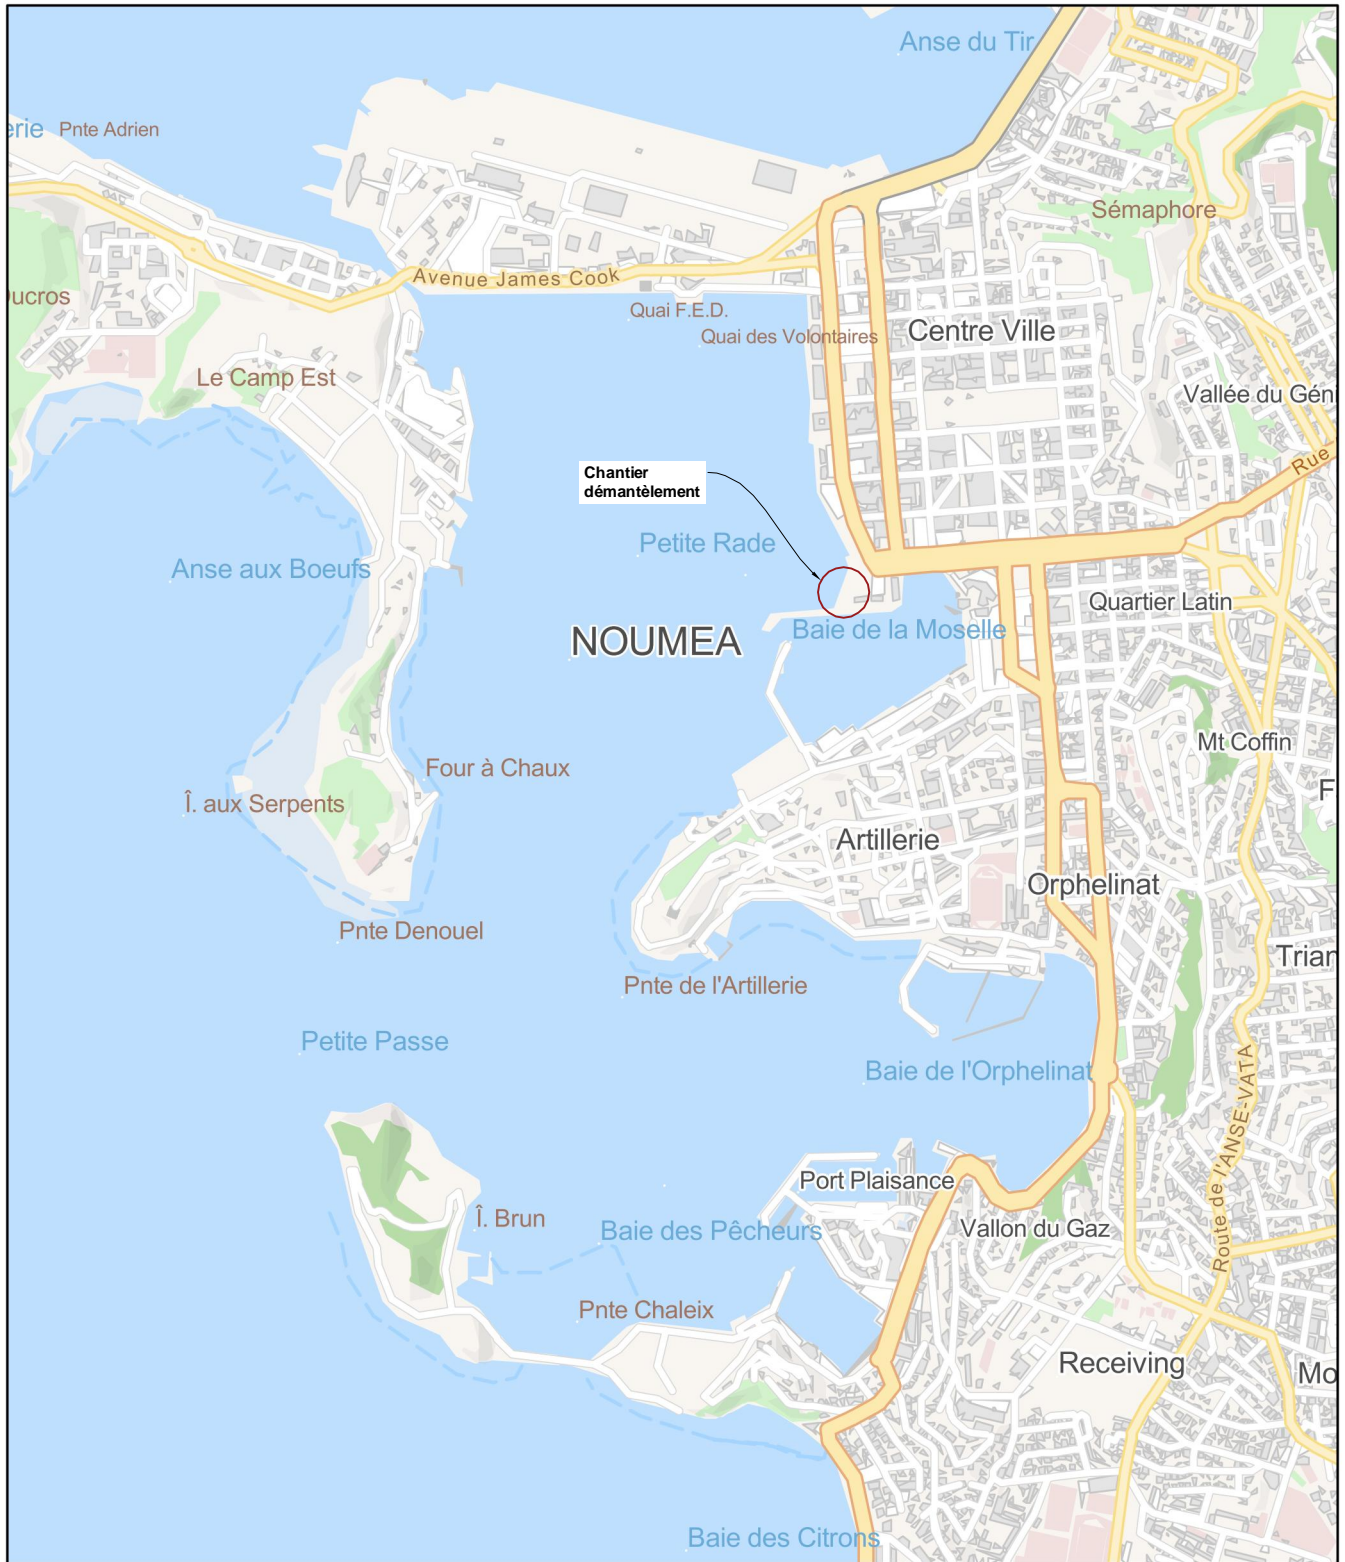 Anse du Tir
erie
Pnte Adrien
Sémaphore
Avenue James Cook
Ducros
Quai F.E.D.
Quai des Volontaires
Centre Ville
Le Camp Est
Vallée du Géni
Rue
Chantier
démantèlement
Petite Rade
Anse aux Boeufs
Quartier Latin
Baie de la Moselle
NOUMEA
Mt Coffin
Four à Chaux
Î. aux Serpents
F
Artillerie
Orphelinat
Pnte Denouel
Trian
Pnte de l'Artillerie
Petite Passe
Baie de l'Orphelinat
Route de l'ANSE-VATA
Port Plaisance
Î. Brun
Baie des Pêcheurs
Vallon du Gaz
Pnte Chaleix
Receiving
Mo
Baie des Citrons